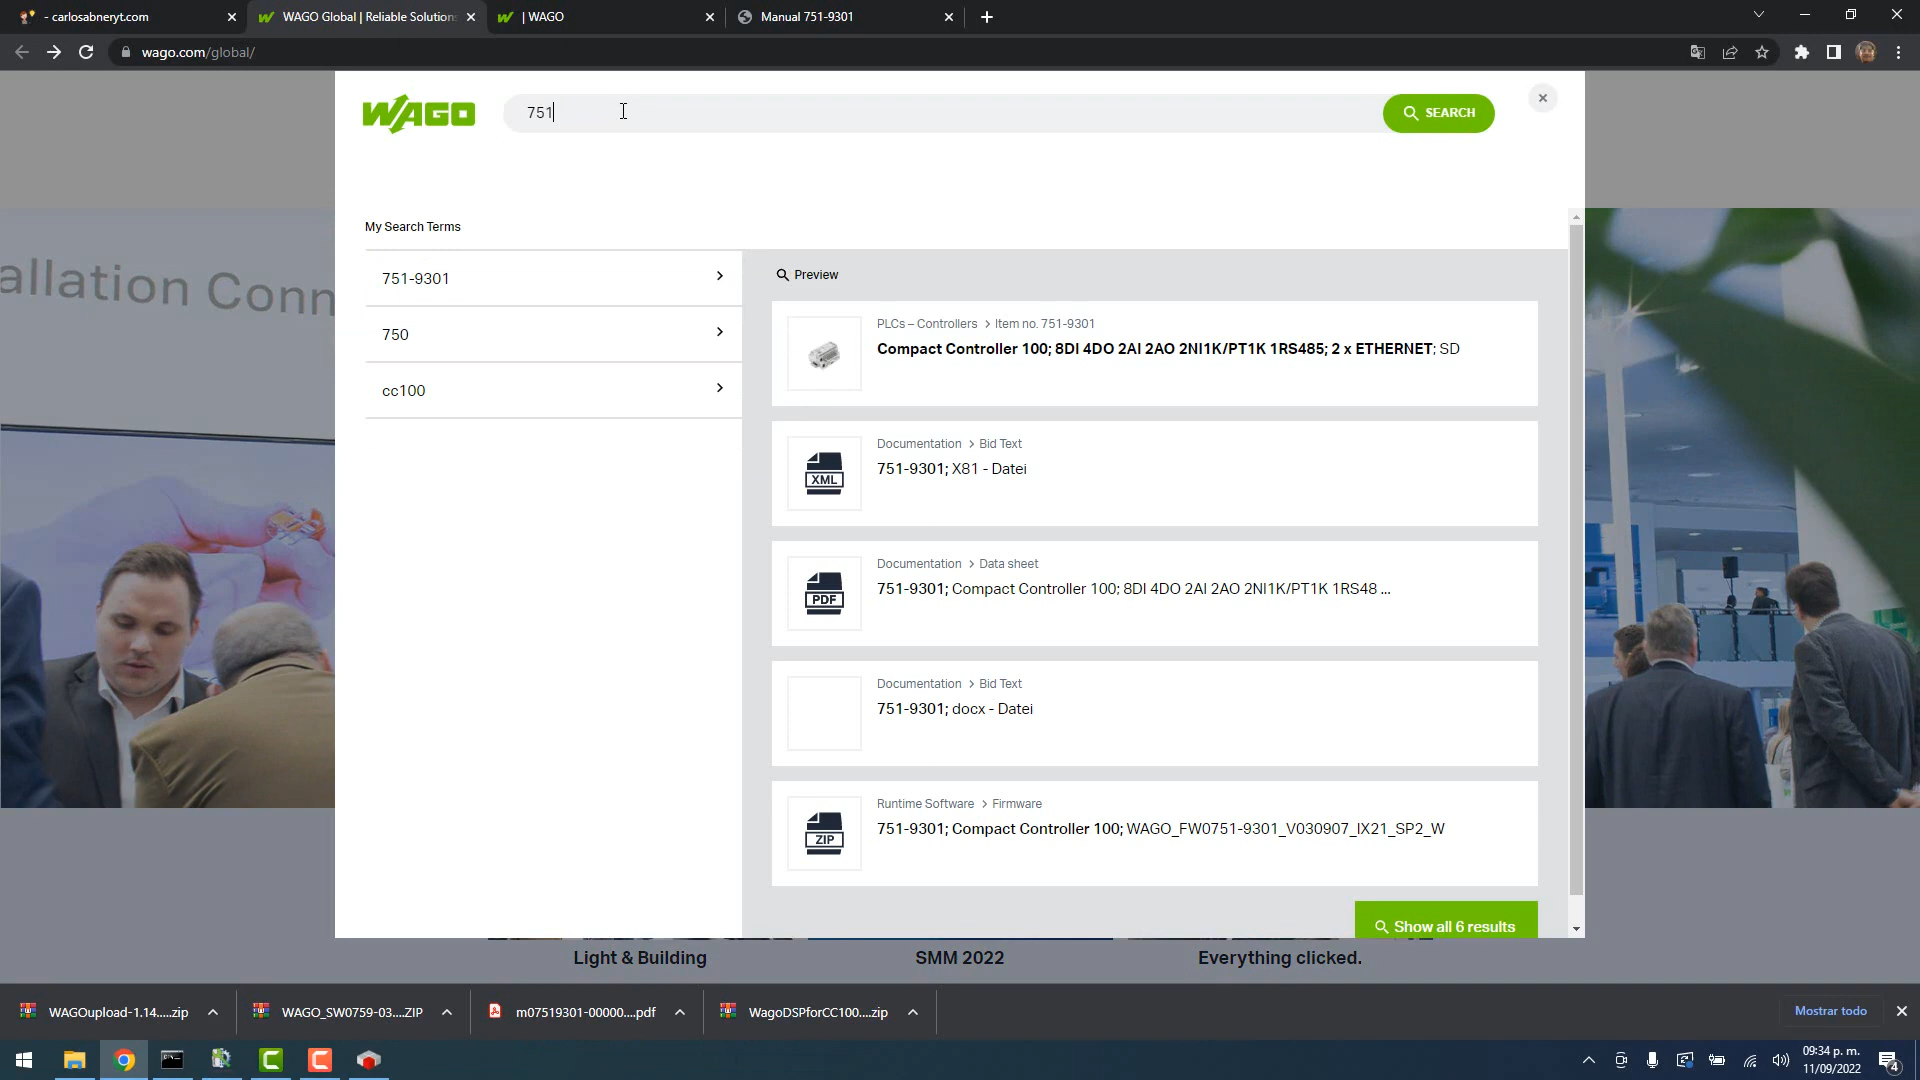 - carlosabneryt.com
WAGO Global | Reliable Solutions
| WAGO
Manual 751-9301
wago.com/global/
WAGO
751
SEARCH
allation Conn
My Search Terms
751-9301
750
cc100
Preview
PLCs – Controllers > Item no. 751-9301
Compact Controller 100; 8DI 4DO 2AI 2AO 2NI1K/PT1K 1RS485; 2 x ETHERNET; SD
Documentation > Bid Text
XML
751-9301; X81 - Datei
Documentation > Data sheet
PDF
751-9301; Compact Controller 100; 8DI 4DO 2AI 2AO 2NI1K/PT1K 1RS48 ...
Documentation > Bid Text
751-9301; docx - Datei
Runtime Software > Firmware
ZIP
751-9301; Compact Controller 100; WAGO_FW0751-9301_V030907_IX21_SP2_W
Show all 6 results
Light & Building
SMM 2022
Everything clicked.
WAGOupload-1.14.....zip
WAGO_SW0759-03....ZIP
m07519301-00000....pdf
WagoDSPforCC100....zip
Mostrar todo
09:34 p. m.
11/09/2022
4